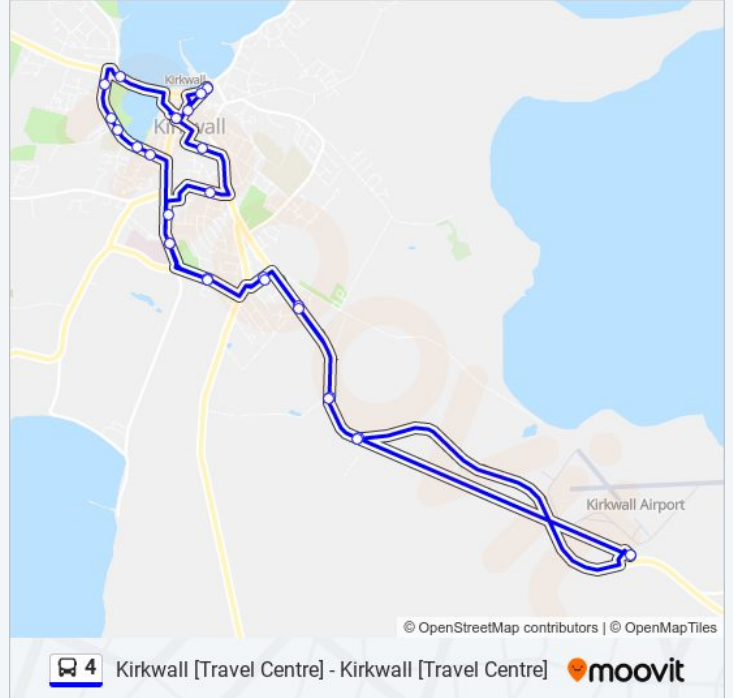 Kirkwall
Kirkwall
Kirkwall Airport
© OpenStreetMap contributors | © OpenMapTiles
4 Kirkwall [Travel Centre] - Kirkwall [Travel Centre] moovit